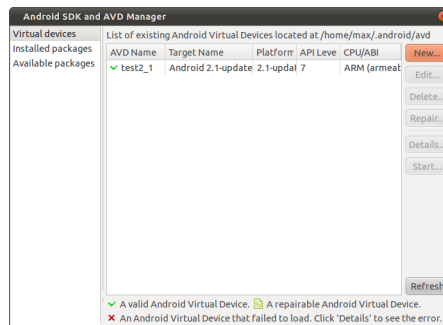 Android SDK and AVD Manager
Virtual devices
Installed packages
Available packages
List of existing Android Virtual Devices located at /home/max/.android/avd
AVD Name Target Name Platform API Leve CPU/ABI
test2_1 Android 2.1-update 2.1-updat 7 ARM (armeab
New...
Edit...
Delete..
Repair..
Details..
Start...
Refresh
A valid Android Virtual Device. A repairable Android Virtual Device.
An Android Virtual Device that failed to load. Click 'Details' to see the error.